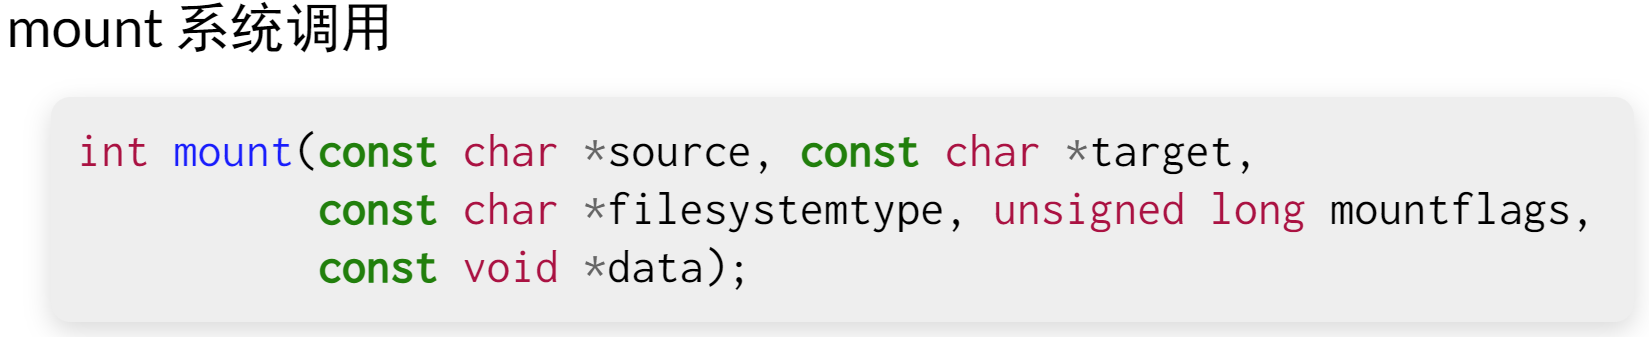 mount 系统调用
int mount(const char *source, const char *target,
          const char *filesystemtype, unsigned long mountflags,
          const void *data);